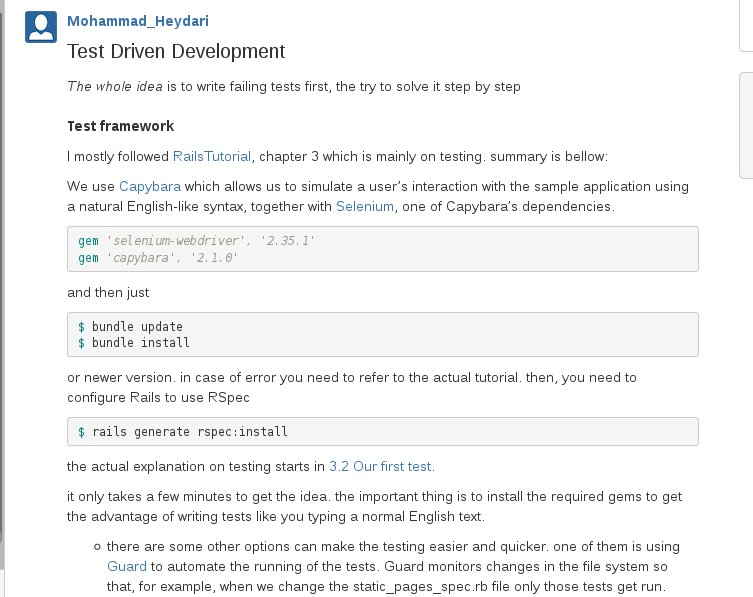 Mohammad_Heydari
Test Driven Development
The whole idea is to write failing tests first, the try to solve it step by step
Test framework
I mostly followed RailsTutorial, chapter 3 which is mainly on testing. summary is bellow:
We use Capybara which allows us to simulate a user’s interaction with the sample application using
a natural English-like syntax, together with Selenium, one of Capybara’s dependencies.
gem 'selenium-webdriver', '2.35.1'
gem 'capybara', '2.1.0'
and then just
$ bundle update
$ bundle install
or newer version. in case of error you need to refer to the actual tutorial. then, you need to
configure Rails to use RSpec
$ rails generate rspec:install
the actual explanation on testing starts in 3.2 Our first test.
it only takes a few minutes to get the idea. the important thing is to install the required gems to get
the advantage of writing tests like you typing a normal English text.
there are some other options can make the testing easier and quicker. one of them is using
Guard to automate the running of the tests. Guard monitors changes in the file system so
that, for example, when we change the static_pages_spec.rb file only those tests get run.